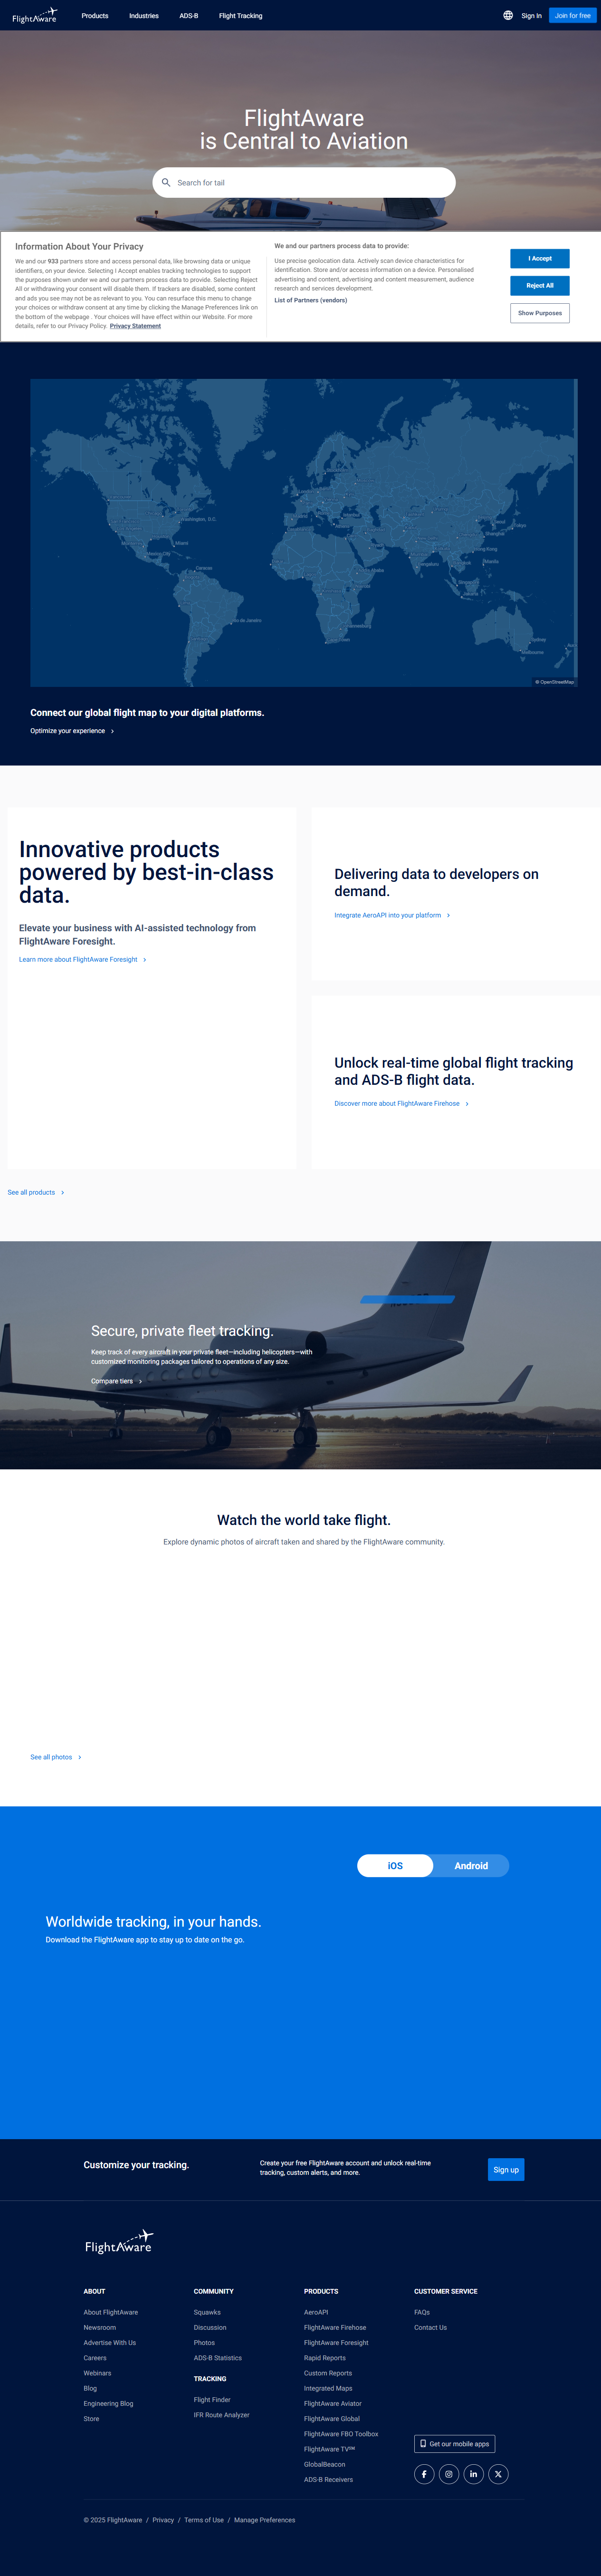 FlightAware
Products
Industries
ADS-B
Flight Tracking
Sign In
Join for free
FlightAware
is Central to Aviation
Search for tail
Information About Your Privacy
We and our 933 partners store and access personal data, like browsing data or unique
identifiers, on your device. Selecting I Accept enables tracking technologies to support
the purposes shown under we and our partners process data to provide. Selecting Reject
All or withdrawing your consent will disable them. If trackers are disabled, some content
and ads you see may not be as relevant to you. You can resurface this menu to change
your choices or withdraw consent at any time by clicking the Manage Preferences link on
the bottom of the webpage . Your choices will have effect within our Website. For more
details, refer to our Privacy Policy. Privacy Statement
We and our partners process data to provide:
Use precise geolocation data. Actively scan device characteristics for
identification. Store and/or access information on a device. Personalised
advertising and content, advertising and content measurement, audience
research and services development.
List of Partners (vendors)
I Accept
Reject All
Show Purposes
Washington, D.C.
Miami
Mexico City
Caracas
Rio de Janeiro
Tokyo
Shanghai
Hong Kong
Manila
Bengaluru
Addis Ababa
Jakarta
Sydney
Melbourne
© OpenStreetMap
Connect our global flight map to your digital platforms.
Optimize your experience
Innovative products
powered by best-in-class
data.
Elevate your business with AI-assisted technology from
FlightAware Foresight.
Learn more about FlightAware Foresight
Delivering data to developers on
demand.
Integrate AeroAPI into your platform
Unlock real-time global flight tracking
and ADS-B flight data.
Discover more about FlightAware Firehose
See all products
Secure, private fleet tracking.
Keep track of every aircraft in your private fleet—including helicopters—with
customized monitoring packages tailored to operations of any size.
Compare tiers
Watch the world take flight.
Explore dynamic photos of aircraft taken and shared by the FlightAware community.
See all photos
iOS
Android
Worldwide tracking, in your hands.
Download the FlightAware app to stay up to date on the go.
Customize your tracking.
Create your free FlightAware account and unlock real-time
tracking, custom alerts, and more.
Sign up
FlightAware
ABOUT
About FlightAware
Newsroom
Advertise With Us
Careers
Webinars
Blog
Engineering Blog
Store
COMMUNITY
Squawks
Discussion
Photos
ADS-B Statistics
TRACKING
Flight Finder
IFR Route Analyzer
PRODUCTS
AeroAPI
FlightAware Firehose
FlightAware Foresight
Rapid Reports
Custom Reports
Integrated Maps
FlightAware Aviator
FlightAware Global
FlightAware FBO Toolbox
FlightAware TV℠
GlobalBeacon
ADS-B Receivers
CUSTOMER SERVICE
FAQs
Contact Us
Get our mobile apps
© 2025 FlightAware / Privacy / Terms of Use / Manage Preferences